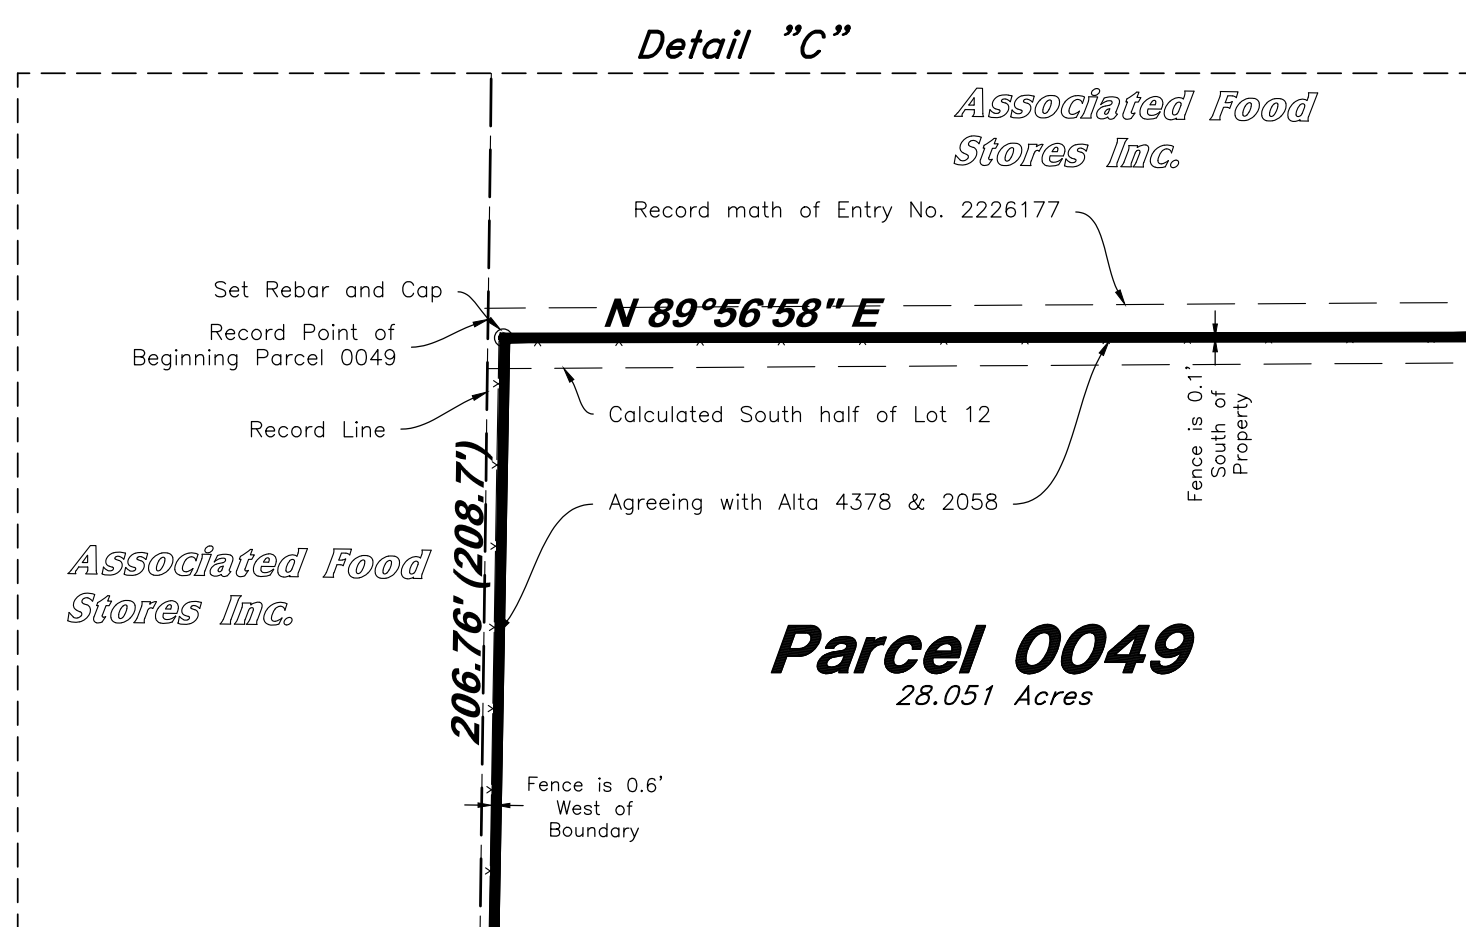 Detail "C"
Associated Food
Stores Inc.
Record math of Entry No. 2226177
Set Rebar and Cap
N 89°56'58" E
Record Point of
Beginning Parcel 0049
Calculated South half of Lot 12
Record Line
Fence is 0.1'
South of
Property
206.76' (208.7')
Agreeing with Alta 4378 & 2058
Associated Food
Stores Inc.
Parcel 0049
28.051 Acres
Fence is 0.6'
West of
Boundary